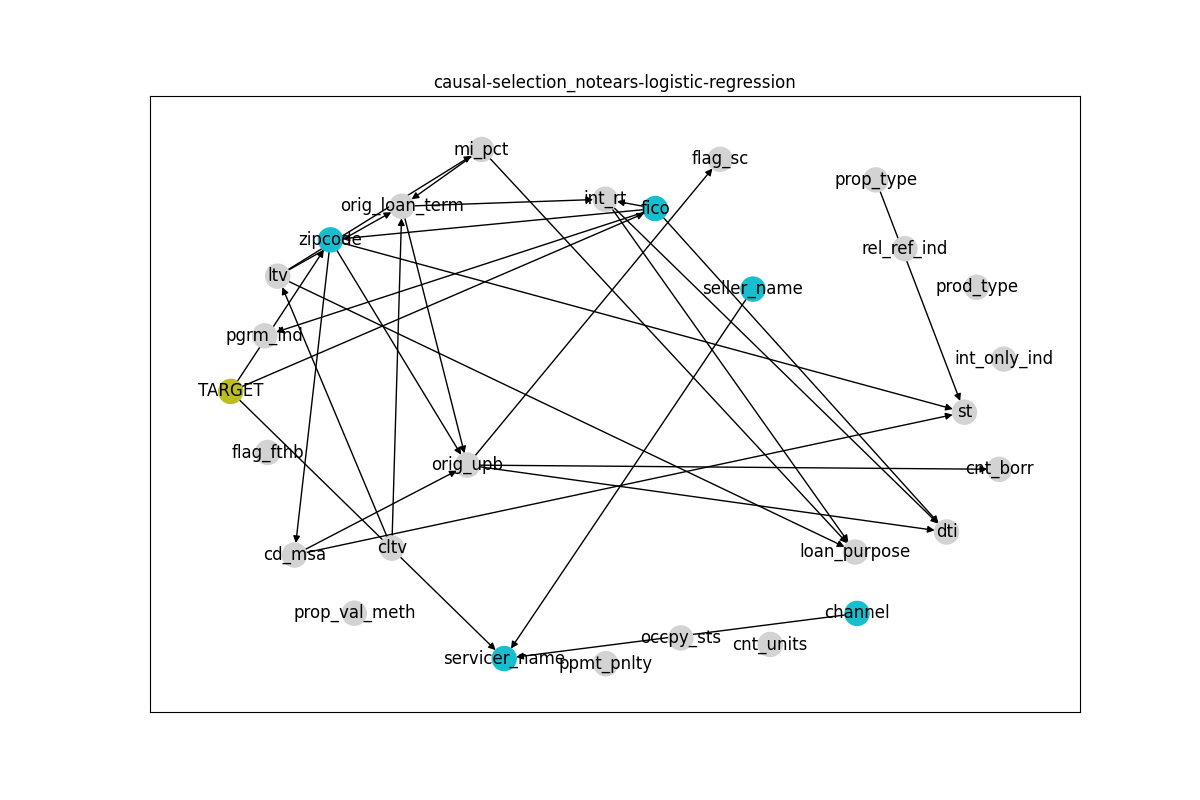 causal-selection_notears-logistic-regression
mi_pct
flag_sc
prop_type
orig_loan_term
int_rt
fico
zipcode
rel_ref_ind
ltv
seller_name
prod_type
pgrm_ind
int_only_ind
TARGET
st
flag_fthb
orig_upb
cnt_borr
dti
cd_msa
cltv
loan_purpose
prop_val_meth
channel
occpy_sts
cnt_units
servicer_name
ppmt_pnlty